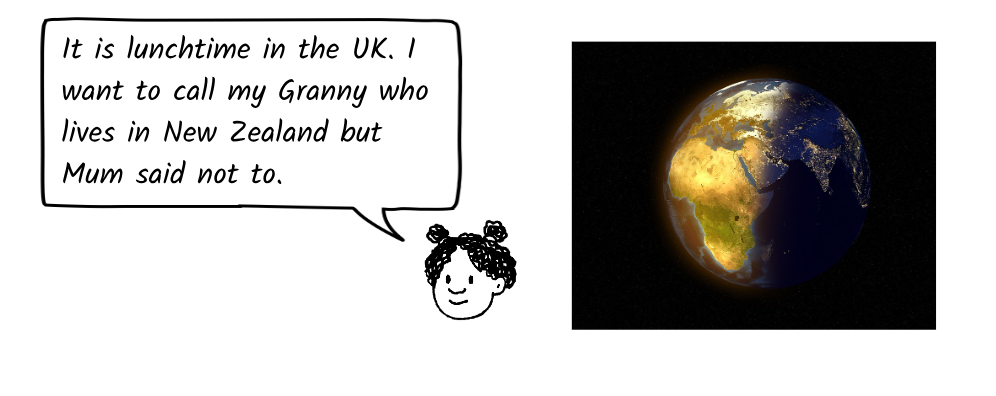 It is lunchtime in the UK. I
want to call my Granny who
lives in New Zealand but
Mum said not to.